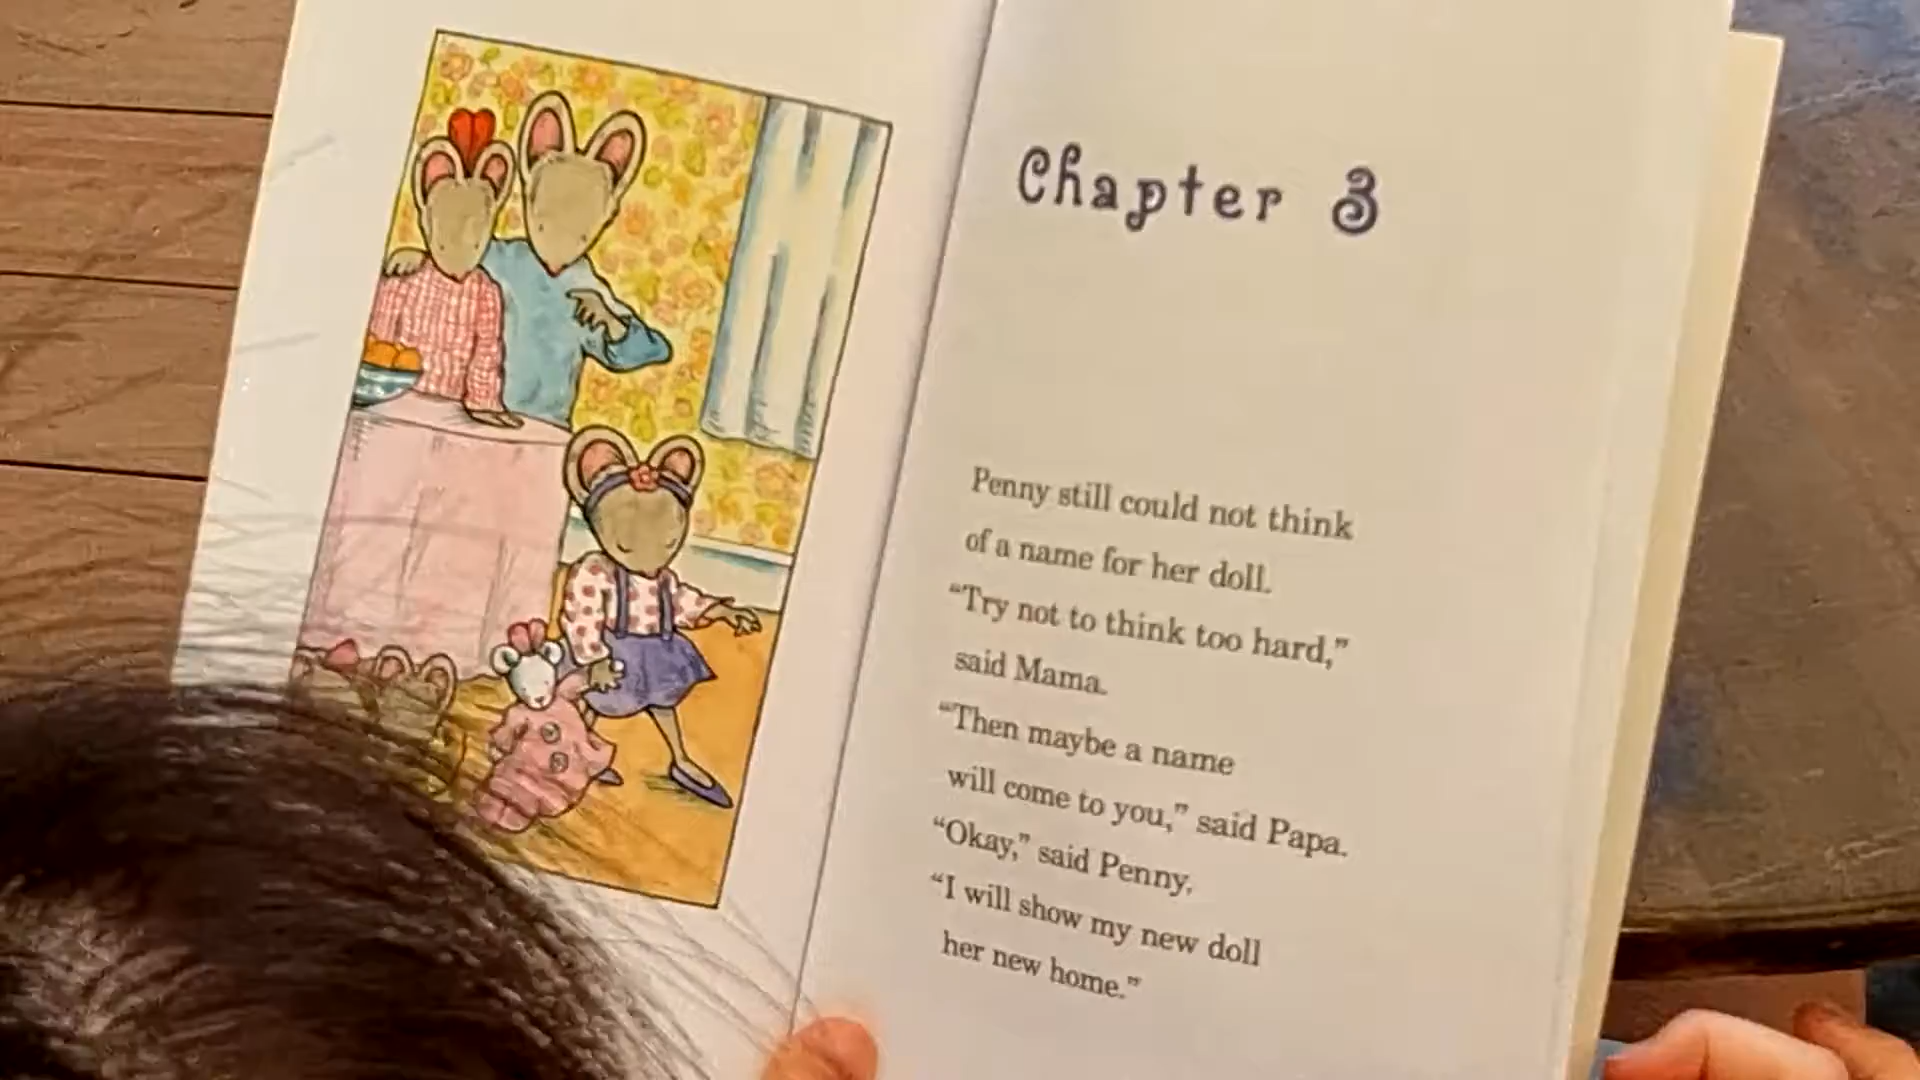 Chapter 3
Penny still could not think
of a name for her doll.
“Try not to think too hard,”
said Mama.
“Then maybe a name
will come to you,” said Papa.
“Okay,” said Penny,
“I will show my new doll
her new home.”